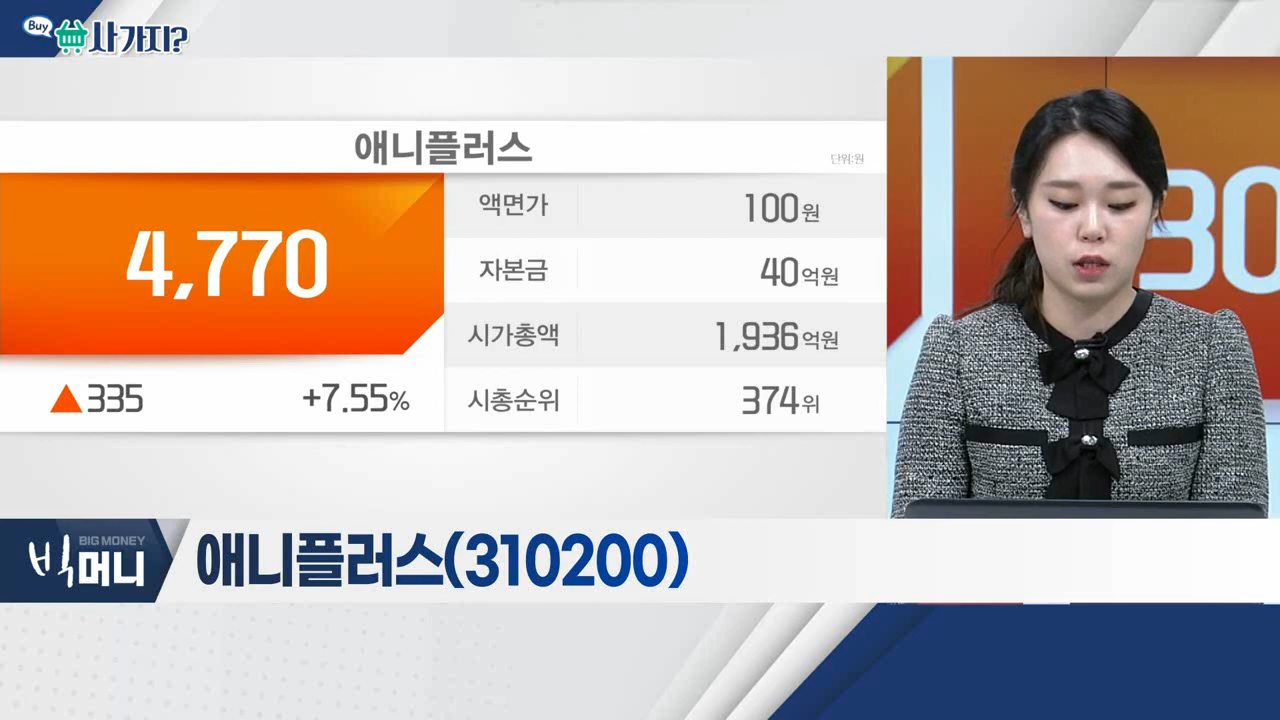 Buy
사가지?
애니플러스
단위:원
4,770
▲335 +7.55%
액면가 100원
자본금 40억원
시가총액 1,936억원
시총순위 374위
30
BIG MONEY
빅머니
애니플러스(310200)